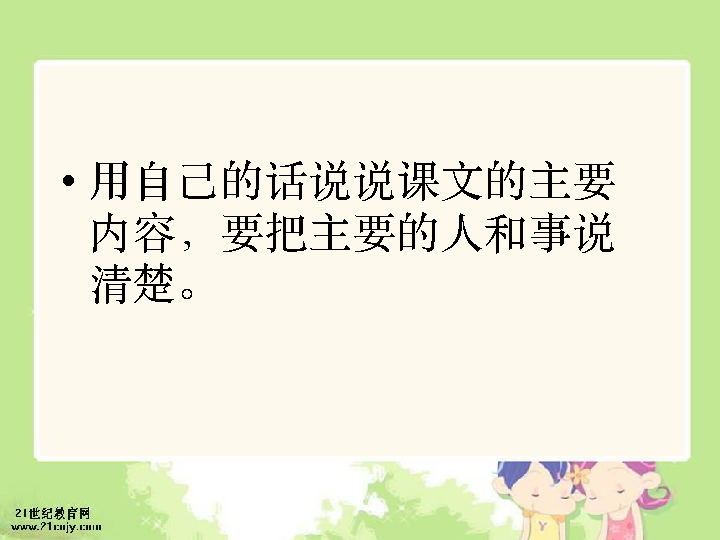 • 用自己的话说说课文的主要
内容，要把主要的人和事说
清楚。
21世纪教育网
www.21cnjy.com